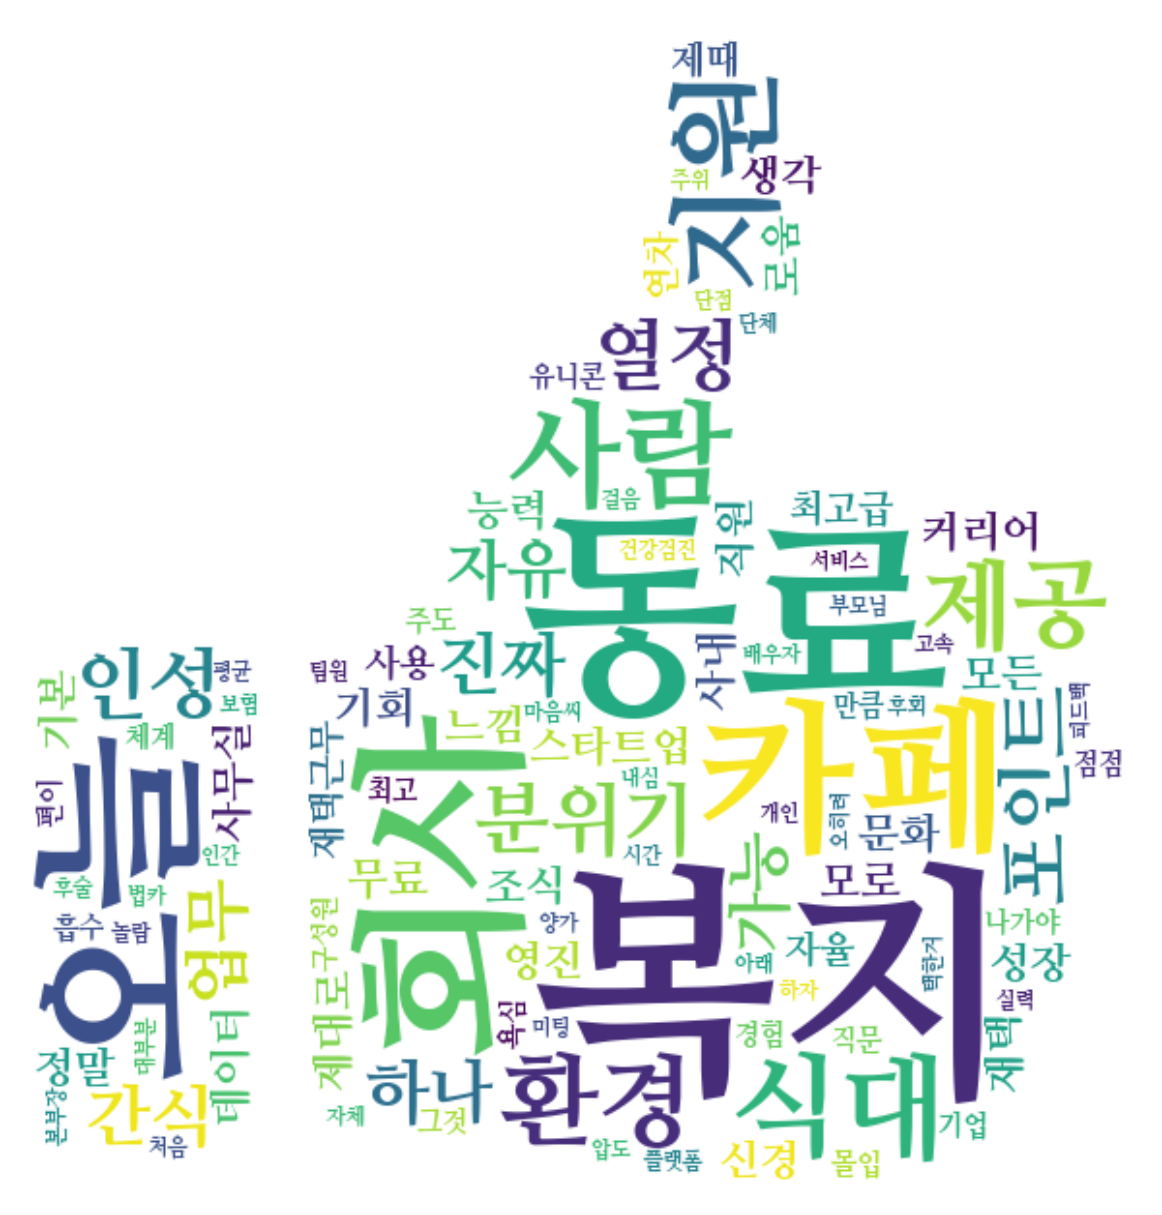 제때
지원
주위
생각
연차
로움
단점
단체
열정
유니콘
사람
능력
걸음
직원
최고급
커리어
자유
동료
건강검진
서비스
제공
주도
부모님
진짜
사내
배우자
고속
모든
인성
평균
기본
보험
체계
사무실
편이
오늘
인간
후술
법카
흡수
놀람
업무
대부분
정말
데이터
간식
본부장
처음
팀원
사용
기회
느낌
마음씨
만큼
후회
피드백
포인트
점점
재택근무
회사
최고
스타트업
내심
분위기
카페
개인
오히려
문화
시간
무료
조식
가능
모로
구성원
양가
영진
복지
아래
자율
택한지
나가야
성장
제대로
욕심
미팅
하자
실력
경험
직문
재택
하나
환경
식대
자체
그것
기업
압도
플랫폼
신경
몰입